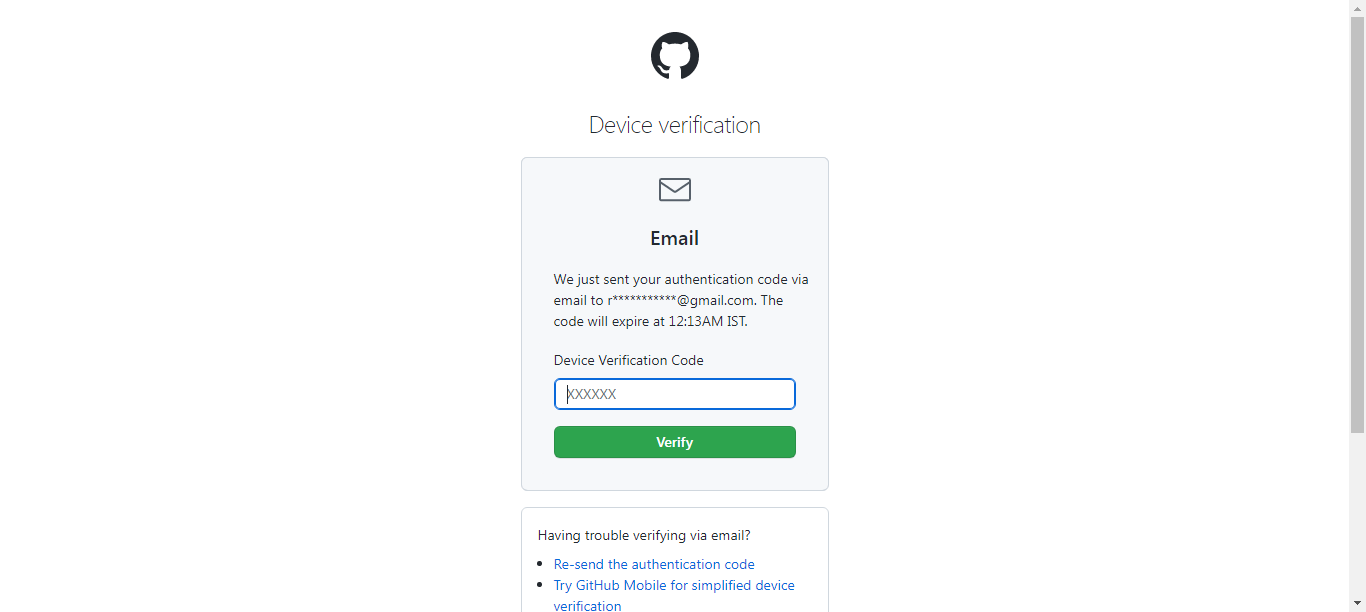 Device verification
Email
We just sent your authentication code via
email to r***********@gmail.com. The
code will expire at 12:13AM IST.
Device Verification Code
XXXXXX
Verify
Having trouble verifying via email?
Re-send the authentication code
Try GitHub Mobile for simplified device
verification